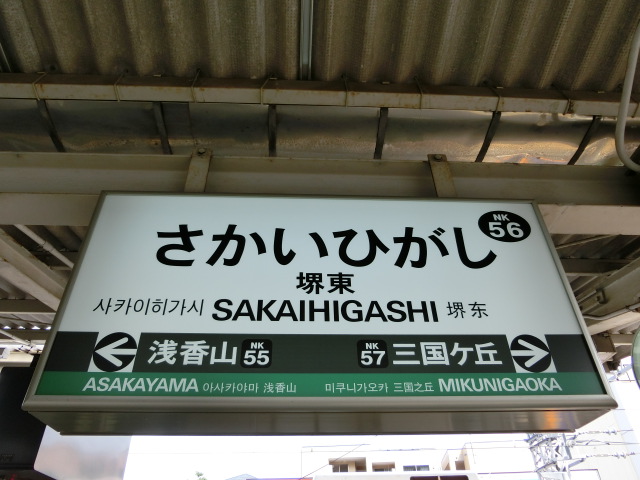 さかいひがし NK 56
堺東
사카이히가시 SAKAIHIGASHI 堺东
浅香山 NK 55 NK 57 三国ケ丘
ASAKAYAMA 아사카야마 浅香山 미쿠니가오카 三国之丘 MIKUNIGAOKA